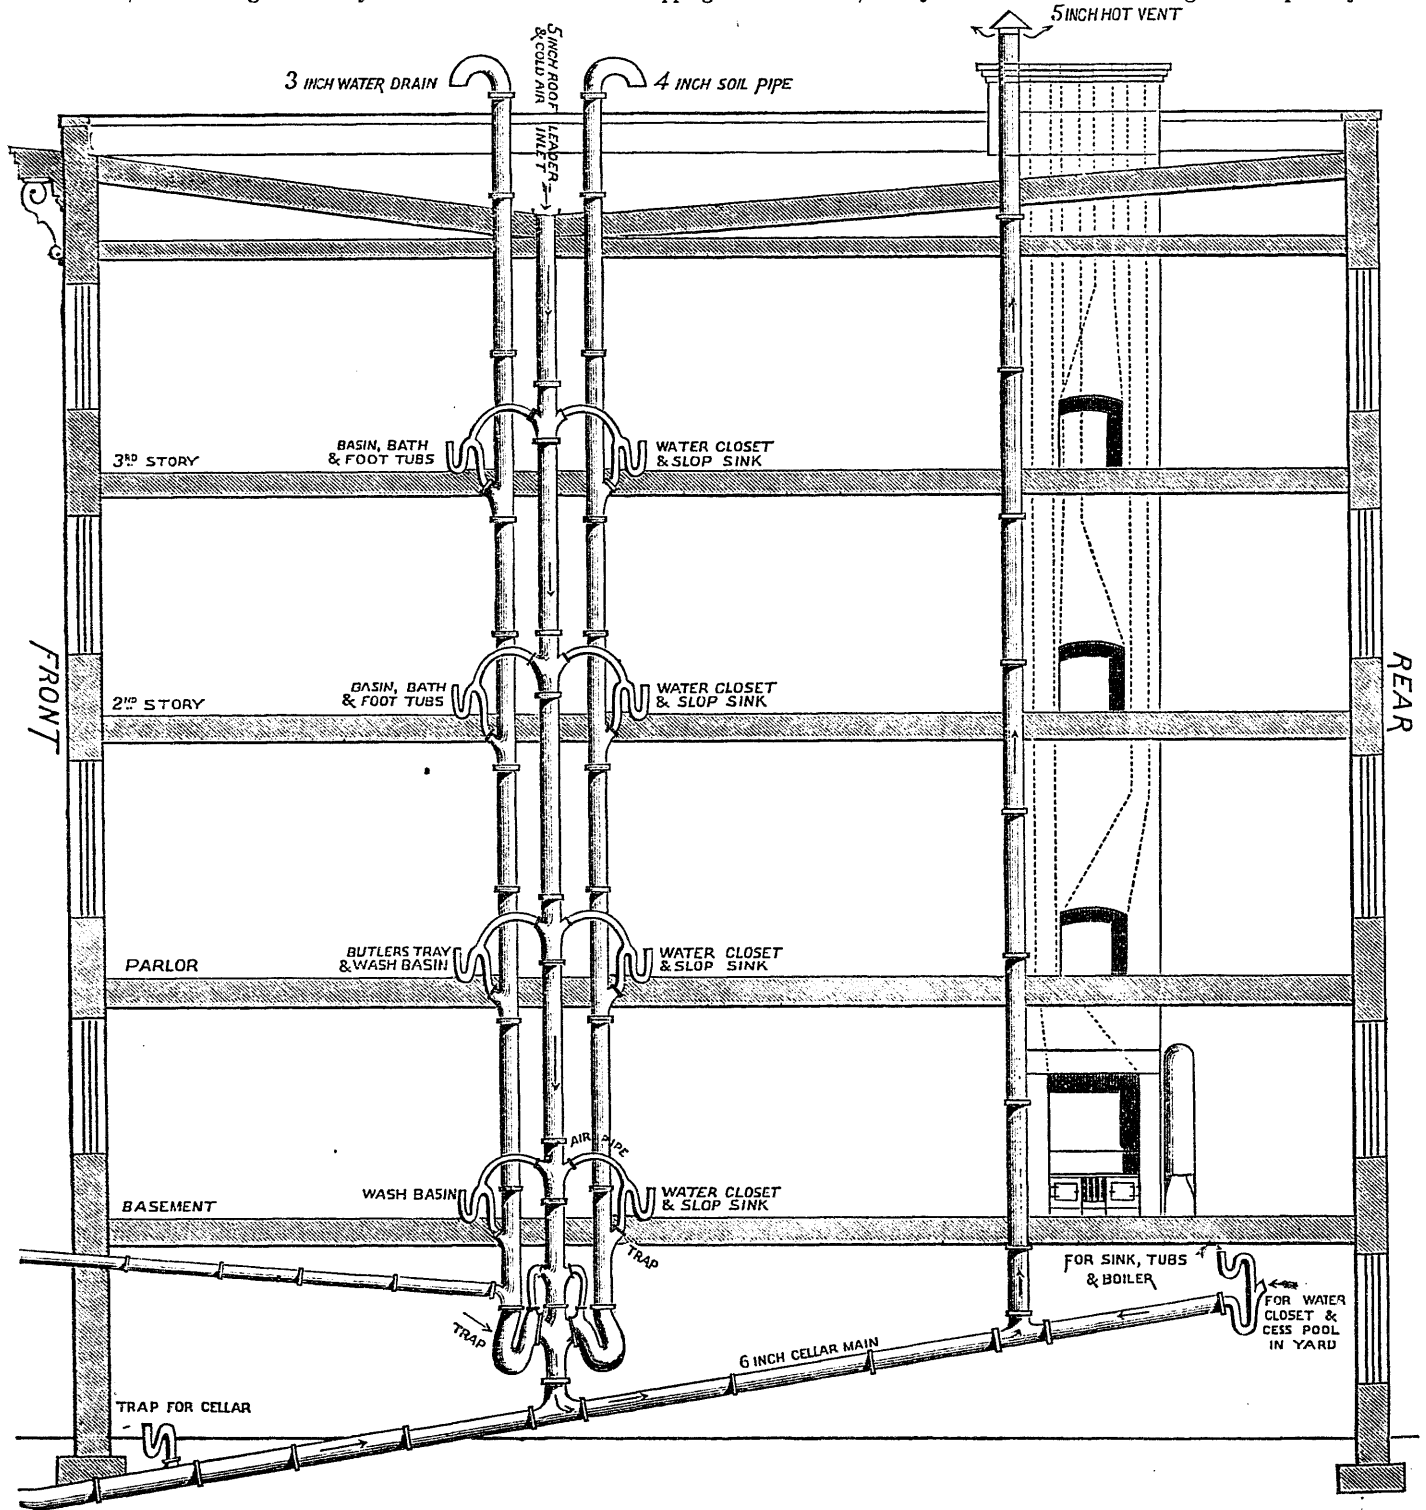 5 INCH HOT VENT
3 INCH WATER DRAIN
5 INCH ROOF LEADER
& COLD AIR INLET
4 INCH SOIL PIPE
BASIN, BATH
& FOOT TUBS
WATER CLOSET
& SLOP SINK
3RD STORY
FRONT
REAR
BASIN, BATH
& FOOT TUBS
WATER CLOSET
& SLOP SINK
2ND STORY
BUTLERS TRAY
& WASH BASIN
WATER CLOSET
& SLOP SINK
PARLOR
AIR PIPE
WASH BASIN
WATER CLOSET
& SLOP SINK
BASEMENT
TRAP
FOR SINK, TUBS
& BOILER
FOR WATER
CLOSET &
CESS POOL
IN YARD
TRAP
6 INCH CELLAR MAIN
TRAP FOR CELLAR